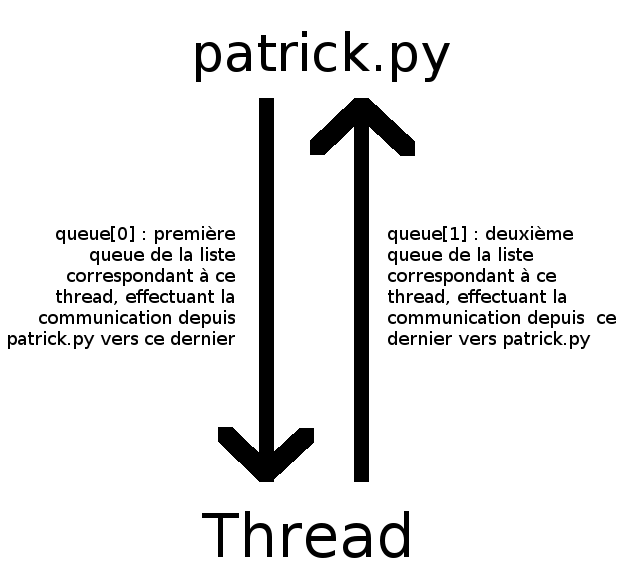 patrick.py
queue[0] : première
queue de la liste
correspondant à ce
thread, effectuant la
communication depuis
patrick.py vers ce dernier
queue[1] : deuxième
queue de la liste
correspondant à ce
thread, effectuant la
communication depuis  ce
dernier vers patrick.py
Thread